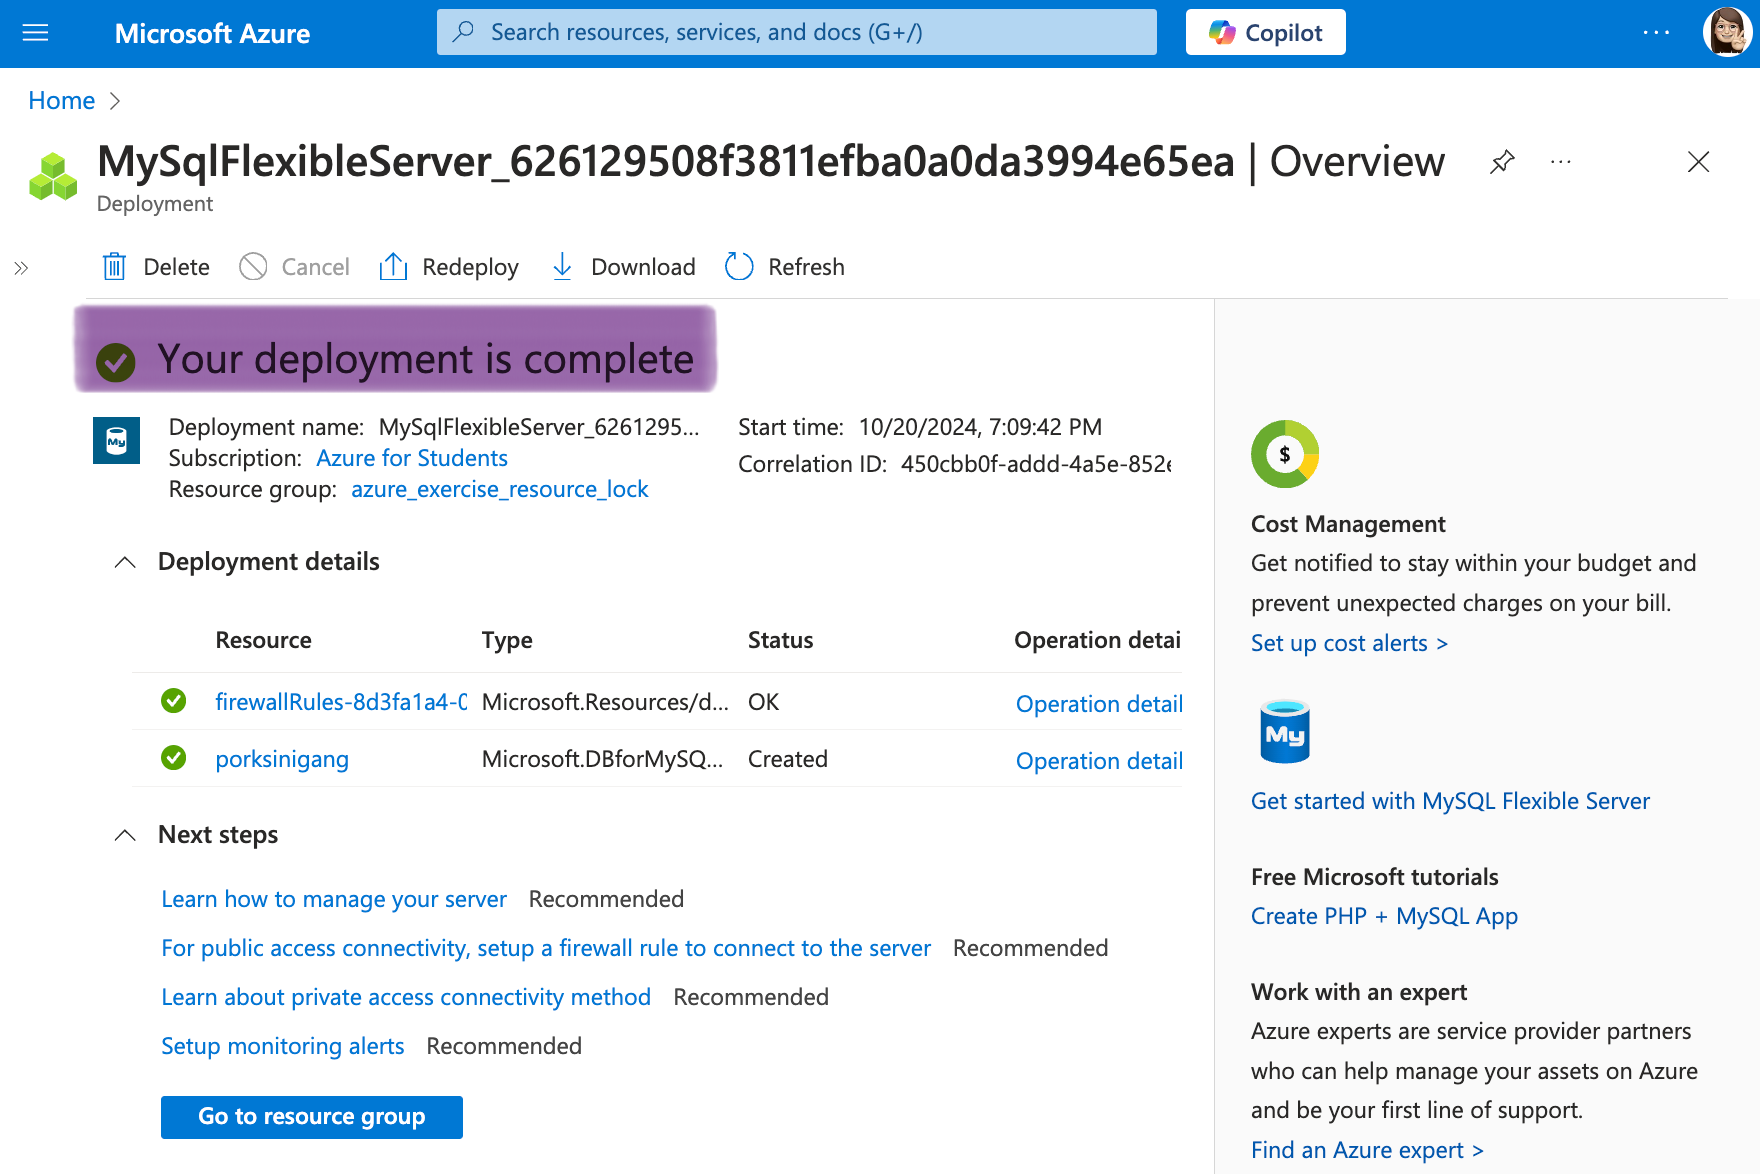 Microsoft Azure
Search resources, services, and docs (G+/)
Copilot
Home
MySqlFlexibleServer_626129508f3811efba0a0da3994e65ea | Overview
Deployment
Delete
Cancel
Redeploy
Download
Refresh
Your deployment is complete
Deployment name: MySqlFlexibleServer_6261295...
Subscription: Azure for Students
Resource group: azure_exercise_resource_lock
Start time: 10/20/2024, 7:09:42 PM
Correlation ID: 450cbb0f-addd-4a5e-852e
Deployment details
Resource Type Status Operation detai
firewallRules-8d3fa1a4-0 Microsoft.Resources/d... OK Operation detail
porksinigang Microsoft.DBforMySQ... Created Operation detail
Next steps
Learn how to manage your server Recommended
For public access connectivity, setup a firewall rule to connect to the server Recommended
Learn about private access connectivity method Recommended
Setup monitoring alerts Recommended
Go to resource group
$
Cost Management
Get notified to stay within your budget and
prevent unexpected charges on your bill.
Set up cost alerts >
My
Get started with MySQL Flexible Server
Free Microsoft tutorials
Create PHP + MySQL App
Work with an expert
Azure experts are service provider partners
who can help manage your assets on Azure
and be your first line of support.
Find an Azure expert >